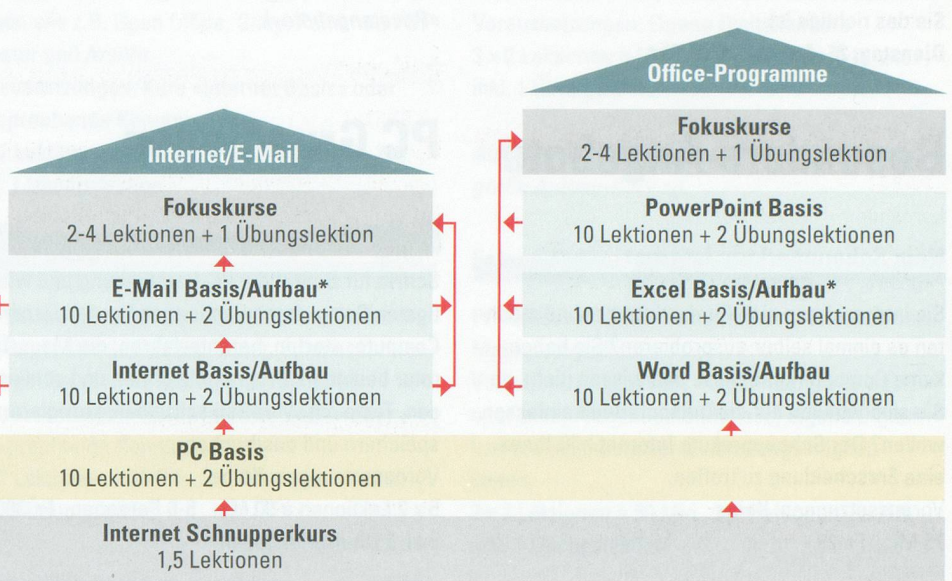 Internet/E-Mail
Fokuskurse
2-4 Lektionen + 1 Übungslektion
E-Mail Basis/Aufbau*
10 Lektionen + 2 Übungslektionen
Internet Basis/Aufbau
10 Lektionen + 2 Übungslektionen
PC Basis
10 Lektionen + 2 Übungslektionen
Internet Schnupperkurs
1,5 Lektionen
Office-Programme
Fokuskurse
2-4 Lektionen + 1 Übungslektion
PowerPoint Basis
10 Lektionen + 2 Übungslektionen
Excel Basis/Aufbau*
10 Lektionen + 2 Übungslektionen
Word Basis/Aufbau
10 Lektionen + 2 Übungslektionen